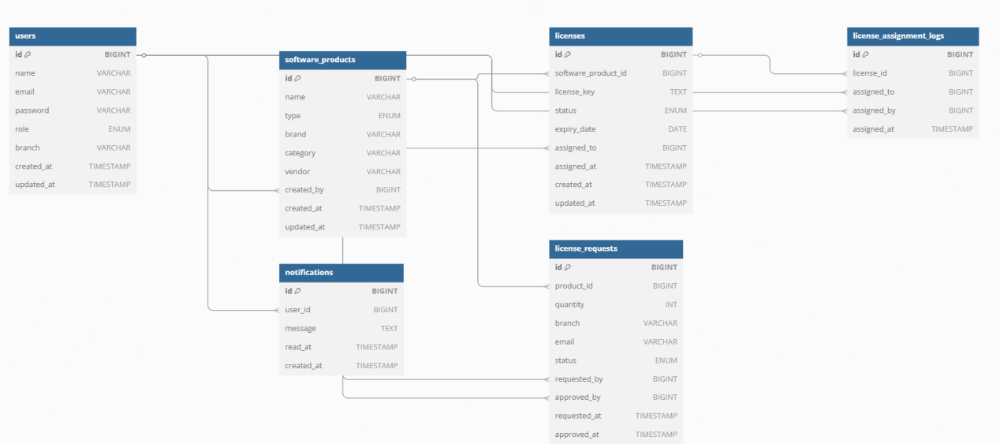 users
id BIGINT
name VARCHAR
email VARCHAR
password VARCHAR
role ENUM
branch VARCHAR
created_at TIMESTAMP
updated_at TIMESTAMP
software_products
id BIGINT
name VARCHAR
type ENUM
brand VARCHAR
category VARCHAR
vendor VARCHAR
created_by BIGINT
created_at TIMESTAMP
updated_at TIMESTAMP
notifications
id BIGINT
user_id BIGINT
message TEXT
read_at TIMESTAMP
created_at TIMESTAMP
licenses
id BIGINT
software_product_id BIGINT
license_key TEXT
status ENUM
expiry_date DATE
assigned_to BIGINT
assigned_at TIMESTAMP
created_at TIMESTAMP
updated_at TIMESTAMP
license_requests
id BIGINT
product_id BIGINT
quantity INT
branch VARCHAR
email VARCHAR
status ENUM
requested_by BIGINT
approved_by BIGINT
requested_at TIMESTAMP
approved_at TIMESTAMP
license_assignment_logs
id BIGINT
license_id BIGINT
assigned_to BIGINT
assigned_by BIGINT
assigned_at TIMESTAMP